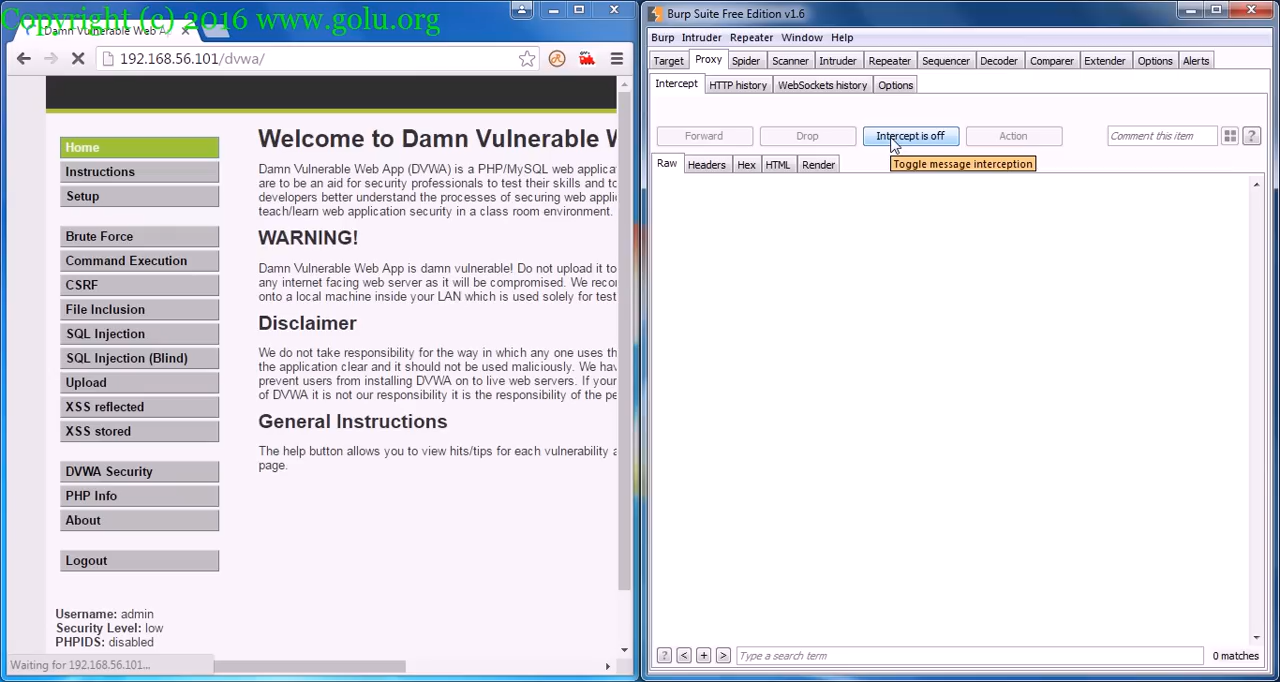 Copyright (c) 2016 www.golu.org
Damn Vulnerable Web A
192.168.56.101/dvwa/
Home
Instructions
Setup
Brute Force
Command Execution
CSRF
File Inclusion
SQL Injection
SQL Injection (Blind)
Upload
XSS reflected
XSS stored
DVWA Security
PHP Info
About
Logout
Username: admin
Security Level: low
PHPIDS: disabled
Waiting for 192.168.56.101...
Welcome to Damn Vulnerable W
Damn Vulnerable Web App (DVWA) is a PHP/MySQL web applicat
are to be an aid for security professionals to test their skills and to
developers better understand the processes of securing web appli
teach/learn web application security in a class room environment.
WARNING!
Damn Vulnerable Web App is damn vulnerable! Do not upload it to
any internet facing web server as it will be compromised. We reco
onto a local machine inside your LAN which is used solely for test
Disclaimer
We do not take responsibility for the way in which any one uses th
the application clear and it should not be used maliciously. We hav
prevent users from installing DVWA on to live web servers. If your
of DVWA it is not our responsibility it is the responsibility of the pe
General Instructions
The help button allows you to view hits/tips for each vulnerability a
page.
Burp Suite Free Edition v1.6
Burp Intruder Repeater Window Help
Target Proxy Spider Scanner Intruder Repeater Sequencer Decoder Comparer Extender Options Alerts
Intercept HTTP history WebSockets history Options
Forward Drop Intercept is off Action Comment this item ?
Raw Headers Hex HTML Render
Toggle message interception
? < + > Type a search term 0 matches